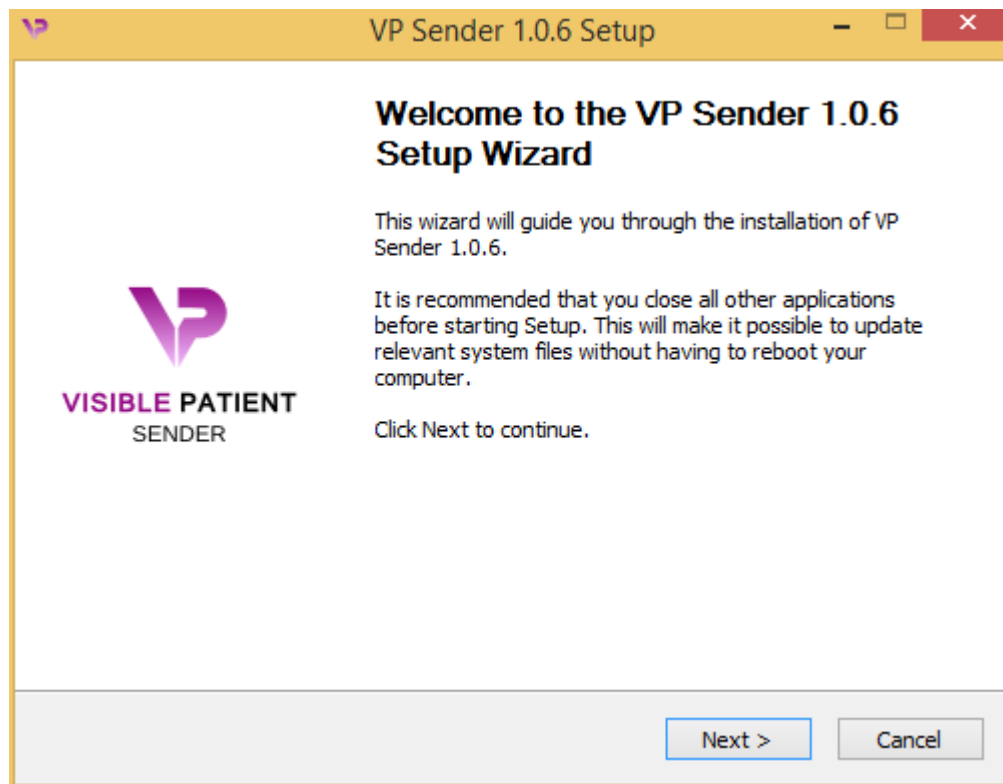 VP Sender 1.0.6 Setup
Welcome to the VP Sender 1.0.6
Setup Wizard
This wizard will guide you through the installation of VP
Sender 1.0.6.
It is recommended that you close all other applications
before starting Setup. This will make it possible to update
relevant system files without having to reboot your
computer.
Click Next to continue.
VP
VISIBLE PATIENT
SENDER
Next >
Cancel